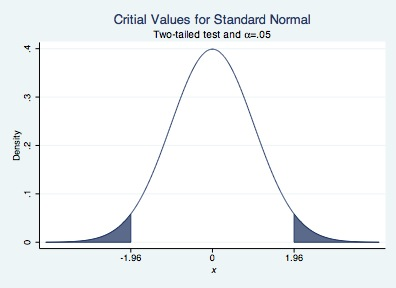 Critial Values for Standard Normal
Two-tailed test and α=.05
Density
.4
.3
.2
.1
0
-1.96
0
1.96
x